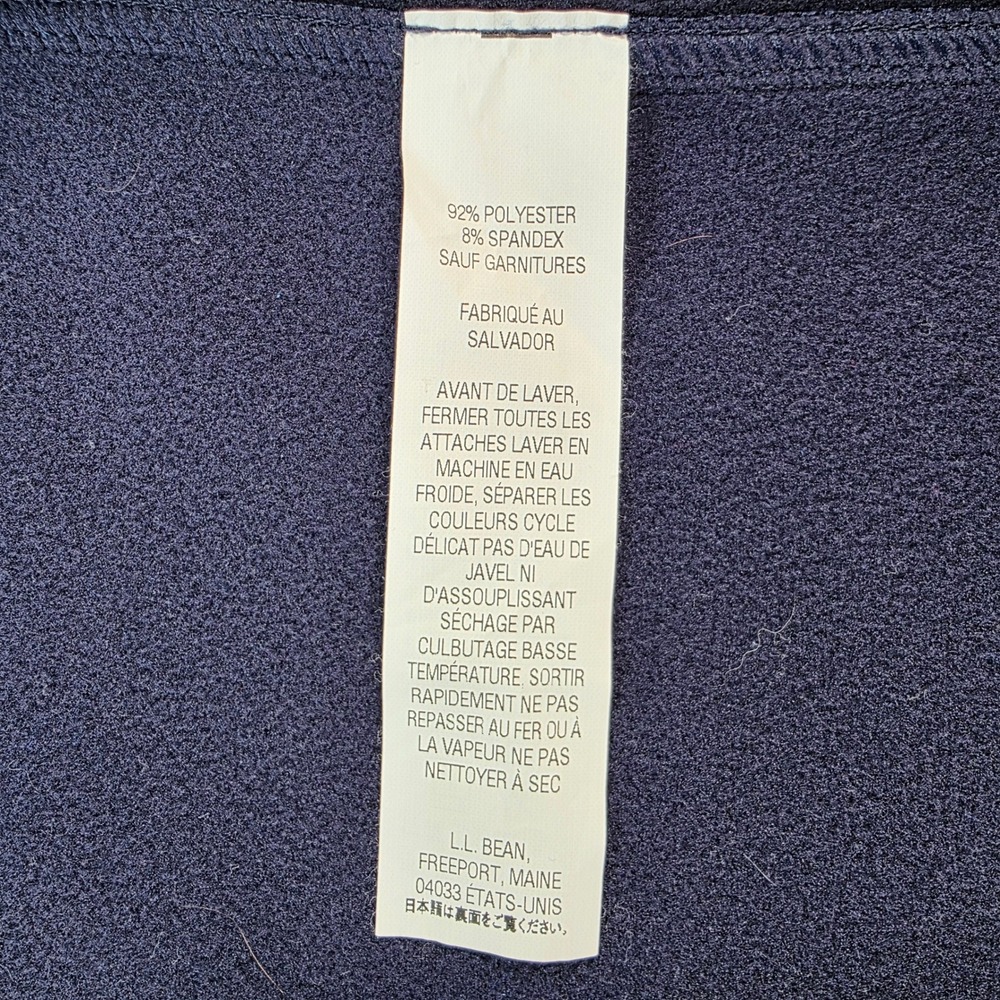 92% POLYESTER
8% SPANDEX
SAUF GARNITURES
FABRIQUÉ AU
SALVADOR
AVANT DE LAVER,
FERMER TOUTES LES
ATTACHES LAVER EN
MACHINE EN EAU
FROIDE, SÉPARER LES
COULEURS CYCLE
DÉLICAT PAS D'EAU DE
JAVEL NI
D'ASSOUPLISSANT
SÉCHAGE PAR
CULBUTAGE BASSE
TEMPÉRATURE. SORTIR
RAPIDEMENT NE PAS
REPASSER AU FER OU À
LA VAPEUR NE PAS
NETTOYER À SEC
L.L. BEAN,
FREEPORT, MAINE
04033 ÉTATS-UNIS
日本語は裏面をご覧ください。